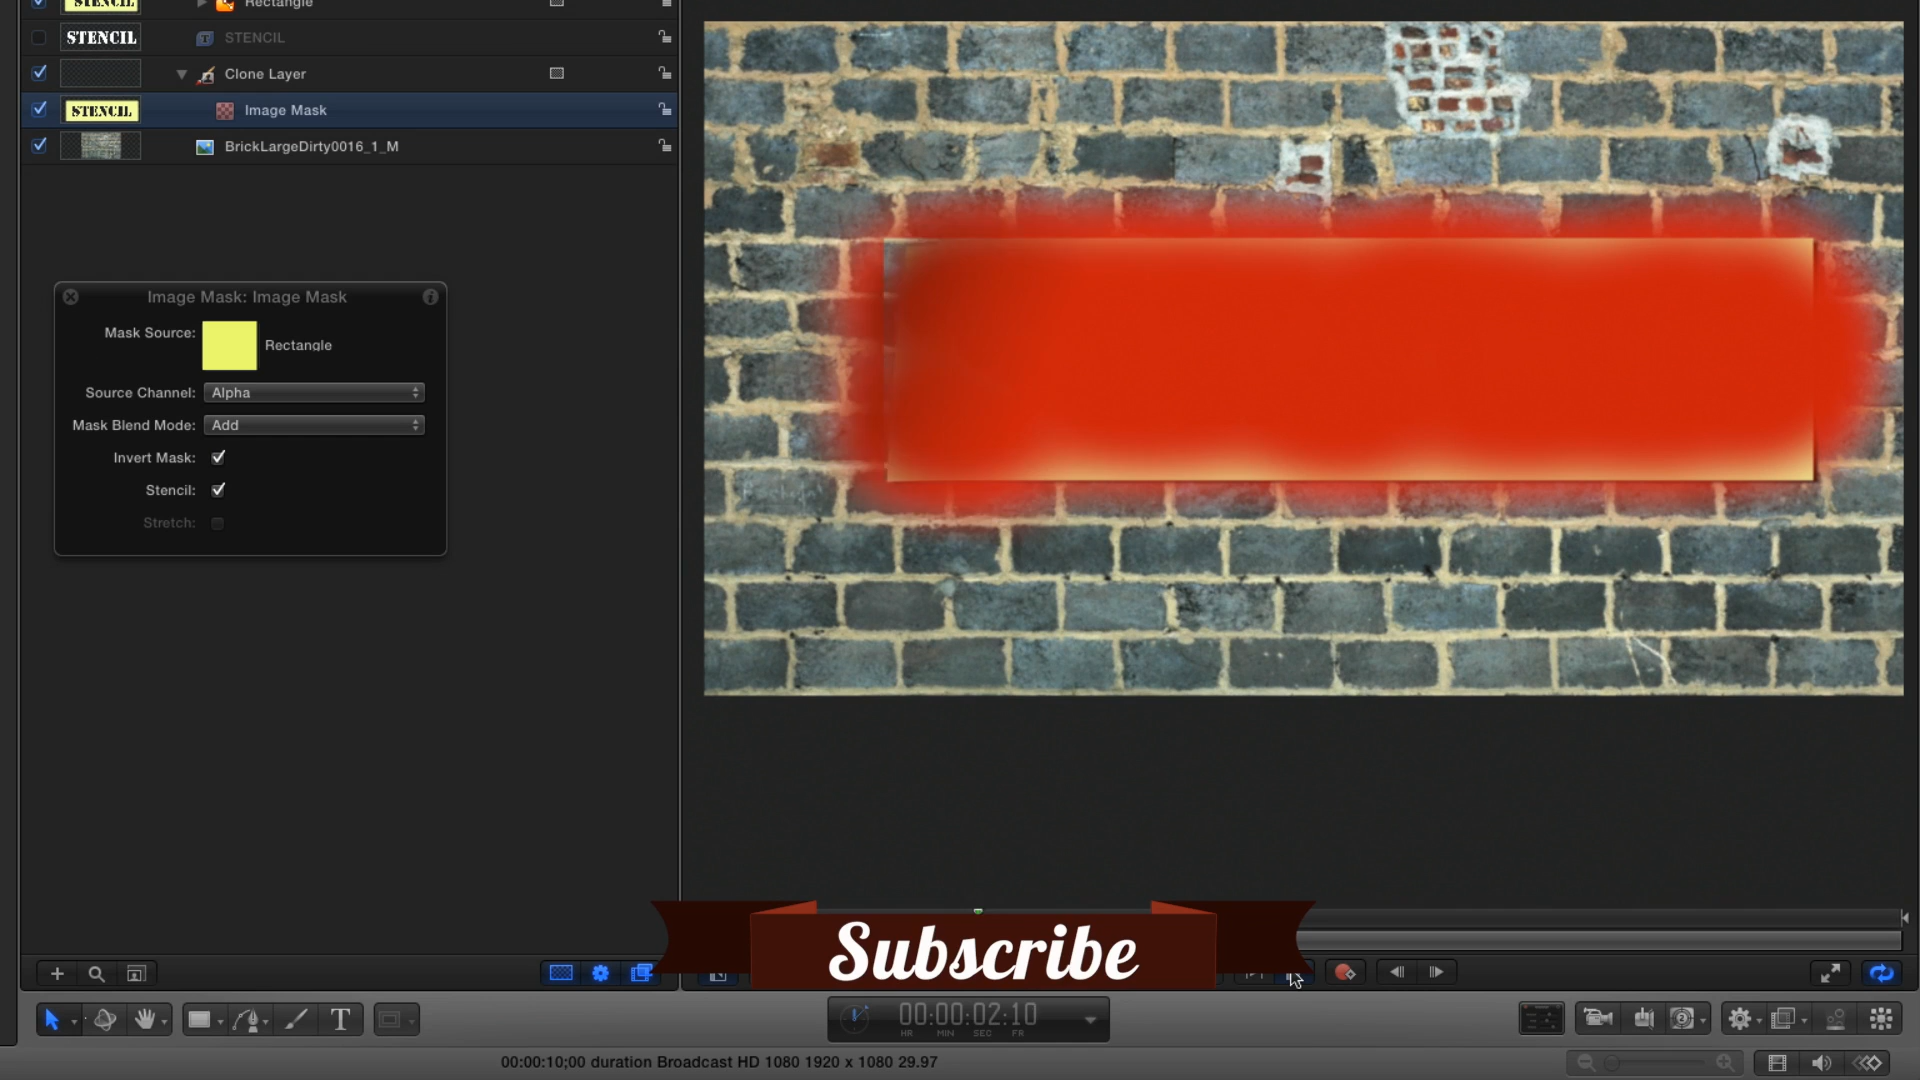 STENCIL
Rectangle
STENCIL
STENCIL
Clone Layer
STENCIL
Image Mask
BrickLargeDirty0016_1_M
Image Mask: Image Mask
Mask Source:
Rectangle
Source Channel:
Alpha
Mask Blend Mode:
Add
Invert Mask:
Stencil:
Stretch:
Subscribe
T
00:00:02:10
HR MIN SEC FR
00:00:10;00 duration Broadcast HD 1080 1920 x 1080 29.97